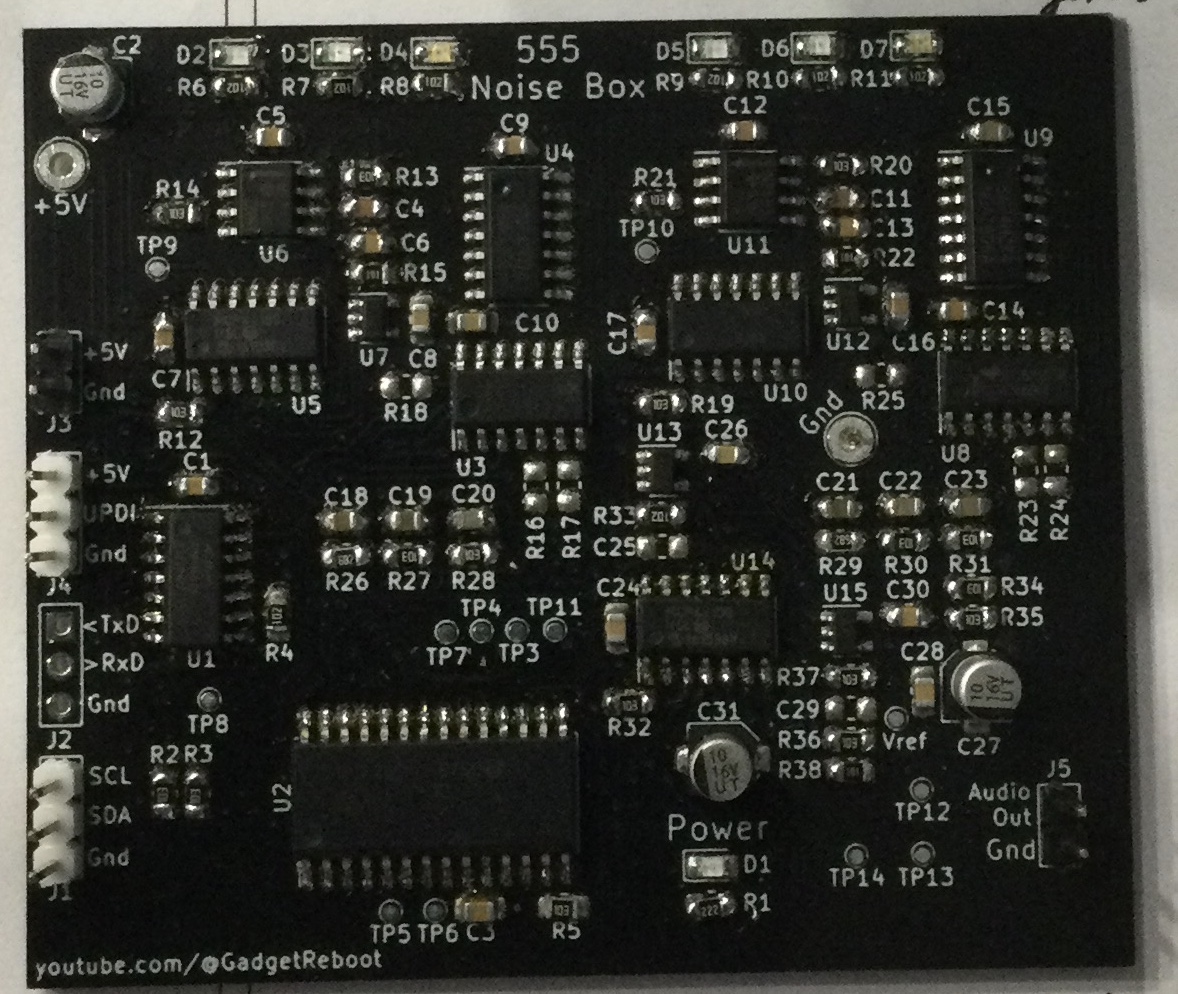 C2
D2 D3 D4 555 D5 D6 D7
R6 R7 R8 Noise Box R9 R10 R11
10
16V
UT
C5 C9 C12 C15
U4 U9
R14 R13 R21 R20
+5V C4 C11
TP9 U6 C6 TP10 U11 C13
R15 R22
C10 C17 C14
+5V U7 C8 U12 C16
Gnd C7 U5 R18 U10 R25
J3 R12 R19 Gnd
U13 C26
+5V C1 U3 U8
UPDI C18 C19 C20 R16 R17 R33 C21 C22 C23 R23 R24
Gnd C25
J4 R26 R27 R28 R29 R30 R31
U14 U15 C30 R34
<TxD C24 R35
TP4 TP11
>RxD U1 R4 TP7 TP3 C28
Gnd TP8 R37
J2 R32 C31 C29 Vref C27
10
16V
UT
R2 R3 R36
SCL U2 R38 J5
10
16V
UT
SDA Audio
TP12 Out
Gnd Power Gnd
J1 D1 TP14 TP13
R1
TP5 TP6 C3 R5
youtube.com/@GadgetReboot